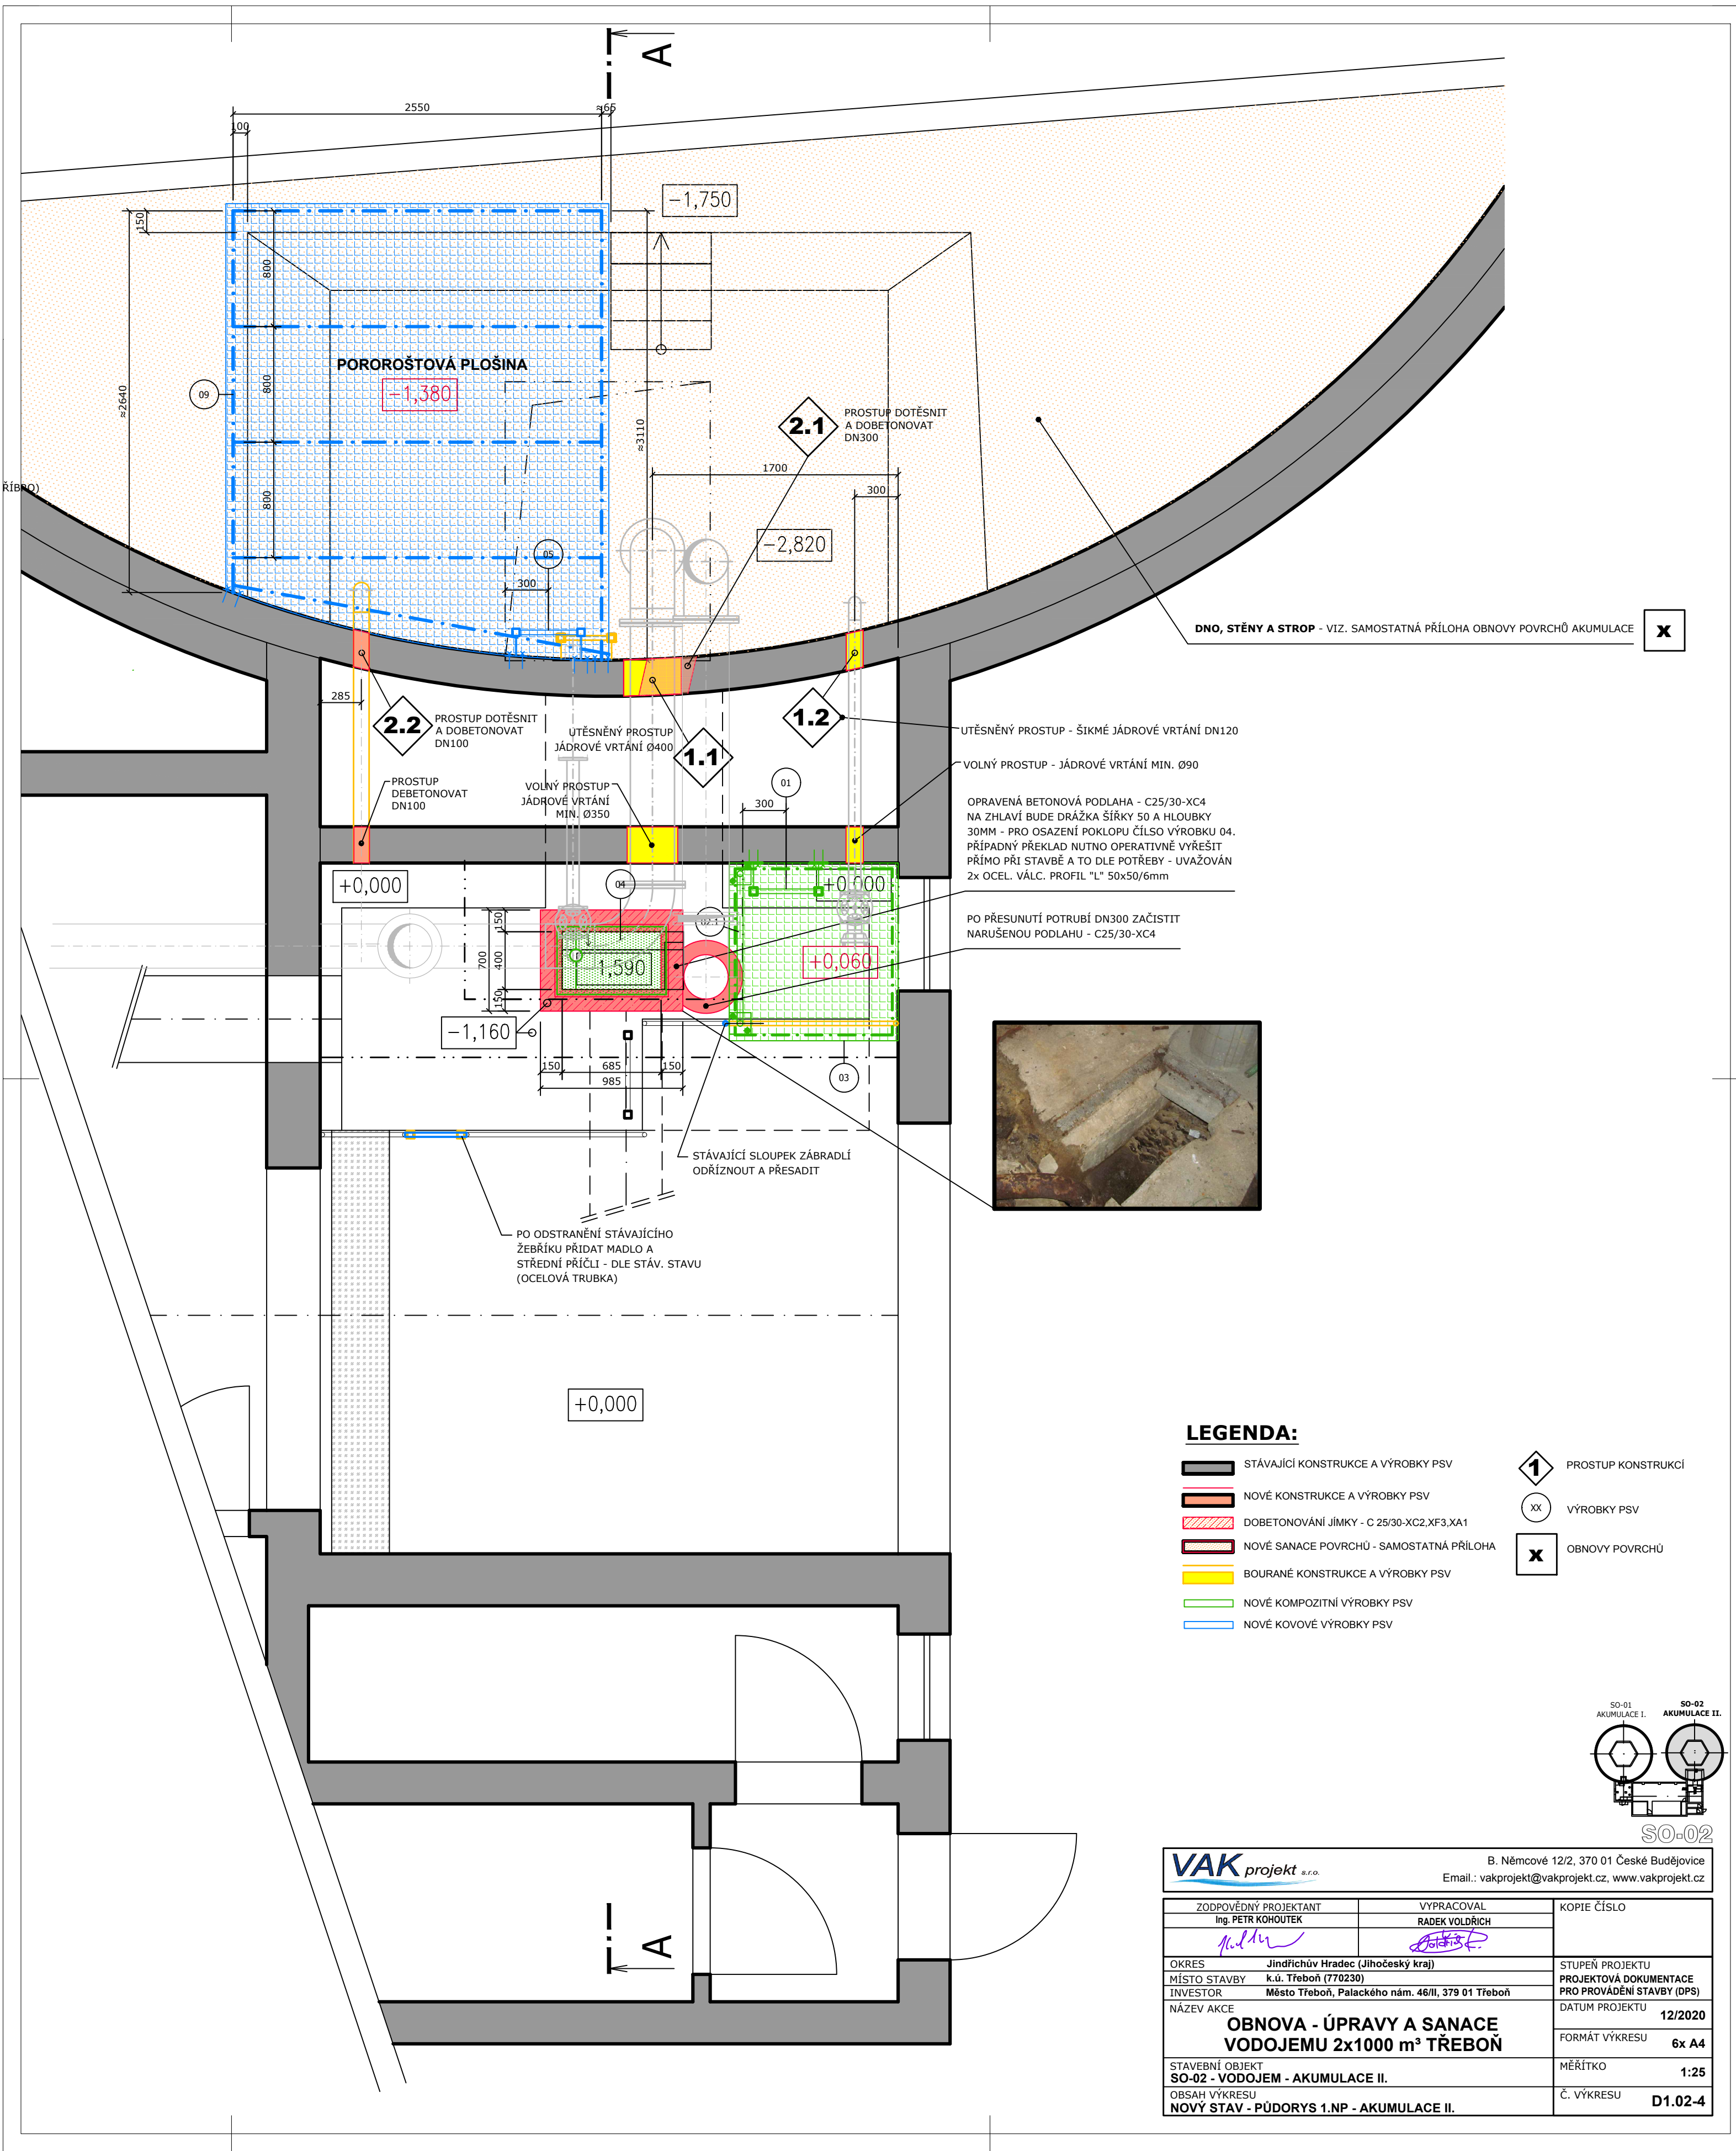 A
2550
≈65
100
-1,750
150
800
POROROŠTOVÁ PLOŠINA
-1,380
09
≈2640
800
≈3110
2.1
PROSTUP DOTĚSNIT
A DOBETONOVAT
DN300
1700
300
800
-2,820
05
300
DNO, STĚNY A STROP - VIZ. SAMOSTATNÁ PŘÍLOHA OBNOVY POVRCHŮ AKUMULACE
x
285
2.2
PROSTUP DOTĚSNIT
A DOBETONOVAT
DN100
UTĚSNĚNÝ PROSTUP
JÁDROVÉ VRTÁNÍ Ø400
1.1
1.2
UTĚSNĚNÝ PROSTUP - ŠIKMÉ JÁDROVÉ VRTÁNÍ DN120
VOLNÝ PROSTUP - JÁDROVÉ VRTÁNÍ MIN. Ø90
PROSTUP
DEBETONOVAT
DN100
VOLNÝ PROSTUP
JÁDROVÉ VRTÁNÍ
MIN. Ø350
01
300
OPRAVENÁ BETONOVÁ PODLAHA - C25/30-XC4
NA ZHLAVÍ BUDE DRÁŽKA ŠÍŘKY 50 A HLOUBKY
30MM - PRO OSAZENÍ POKLOPU ČÍLSO VÝROBKU 04.
PŘÍPADNÝ PŘEKLAD NUTNO OPERATIVNĚ VYŘEŠIT
PŘÍMO PŘI STAVBĚ A TO DLE POTŘEBY - UVAŽOVÁN
2x OCEL. VÁLC. PROFIL "L" 50x50/6mm
+0,000
04
+0,000
02.1
PO PŘESUNUTÍ POTRUBÍ DN300 ZAČISTIT
NARUŠENOU PODLAHU - C25/30-XC4
150
700
400
150
1,590
+0,060
-1,160
150
685
150
985
03
STÁVAJÍCÍ SLOUPEK ZÁBRADLÍ
ODŘÍZNOUT A PŘESADIT
PO ODSTRANĚNÍ STÁVAJÍCÍHO
ŽEBŘÍKU PŘIDAT MADLO A
STŘEDNÍ PŘÍČLI - DLE STÁV. STAVU
(OCELOVÁ TRUBKA)
+0,000
LEGENDA:
STÁVAJÍCÍ KONSTRUKCE A VÝROBKY PSV
NOVÉ KONSTRUKCE A VÝROBKY PSV
DOBETONOVÁNÍ JÍMKY - C 25/30-XC2,XF3,XA1
NOVÉ SANACE POVRCHŮ - SAMOSTATNÁ PŘÍLOHA
BOURANÉ KONSTRUKCE A VÝROBKY PSV
NOVÉ KOMPOZITNÍ VÝROBKY PSV
NOVÉ KOVOVÉ VÝROBKY PSV
1
PROSTUP KONSTRUKCÍ
XX
VÝROBKY PSV
x
OBNOVY POVRCHŮ
SO-01
AKUMULACE I.
SO-02
AKUMULACE II.
SO-02
A
VAK projekt s.r.o.
B. Němcové 12/2, 370 01 České Budějovice
Email.: vakprojekt@vakprojekt.cz, www.vakprojekt.cz
ZODPOVĚDNÝ PROJEKTANT
Ing. PETR KOHOUTEK
VYPRACOVAL
RADEK VOLDŘICH
KOPIE ČÍSLO
OKRES Jindřichův Hradec (Jihočeský kraj)
MÍSTO STAVBY k.ú. Třeboň (770230)
INVESTOR Město Třeboň, Palackého nám. 46/II, 379 01 Třeboň
STUPEŇ PROJEKTU
PROJEKTOVÁ DOKUMENTACE
PRO PROVÁDĚNÍ STAVBY (DPS)
NÁZEV AKCE
OBNOVA - ÚPRAVY A SANACE
VODOJEMU 2x1000 m³ TŘEBOŇ
DATUM PROJEKTU 12/2020
FORMÁT VÝKRESU 6x A4
STAVEBNÍ OBJEKT
SO-02 - VODOJEM - AKUMULACE II.
MĚŘÍTKO 1:25
OBSAH VÝKRESU
NOVÝ STAV - PŮDORYS 1.NP - AKUMULACE II.
Č. VÝKRESU D1.02-4